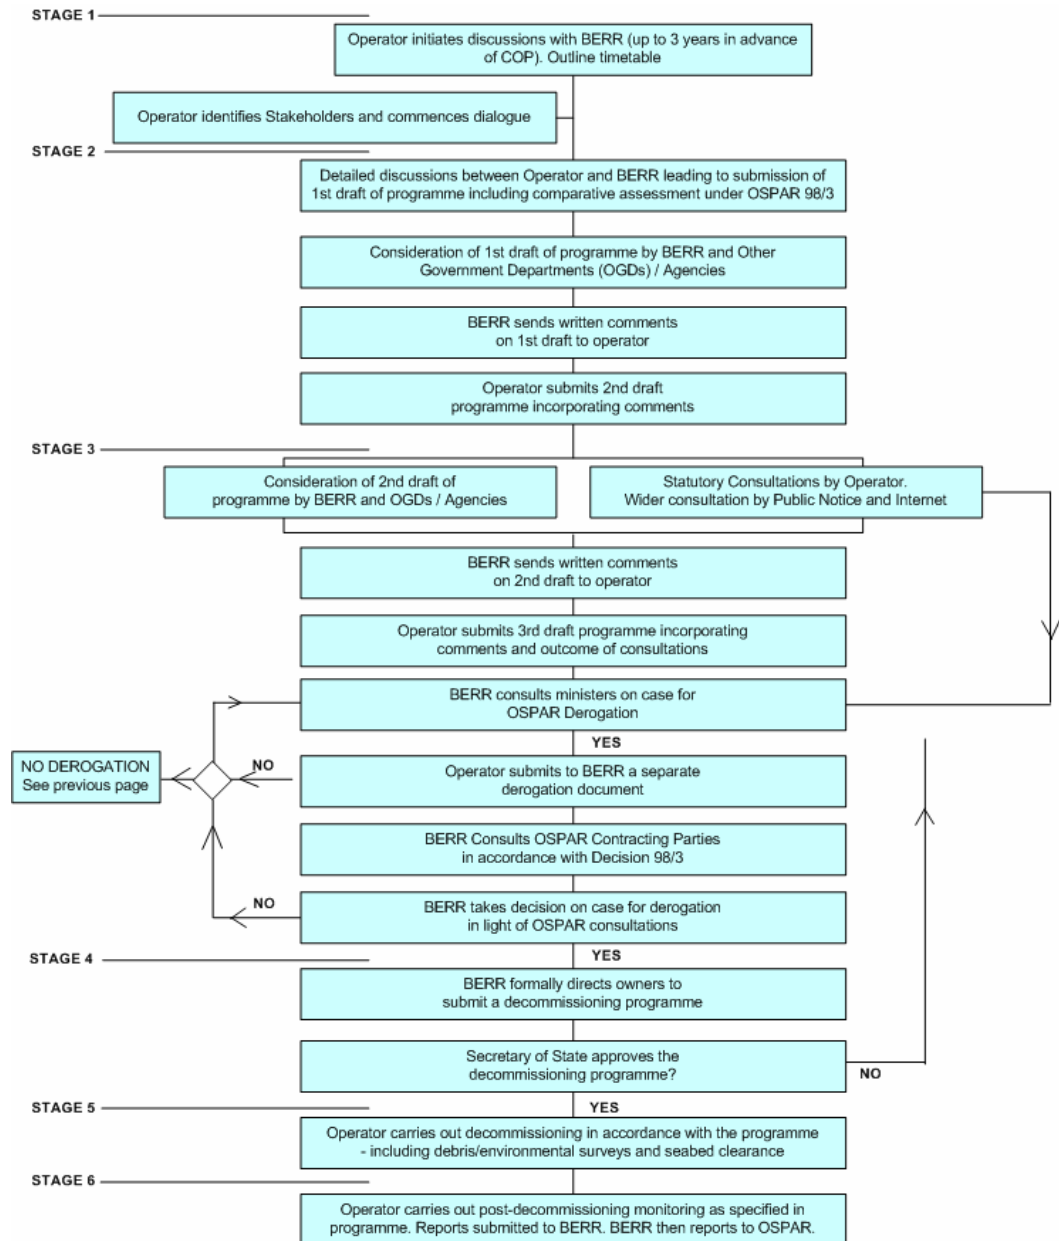 STAGE 1
Operator initiates discussions with BERR (up to 3 years in advance
of COP). Outline timetable
Operator identifies Stakeholders and commences dialogue
STAGE 2
Detailed discussions between Operator and BERR leading to submission of
1st draft of programme including comparative assessment under OSPAR 98/3
Consideration of 1st draft of programme by BERR and Other
Government Departments (OGDs) / Agencies
BERR sends written comments
on 1st draft to operator
Operator submits 2nd draft
programme incorporating comments
STAGE 3
Consideration of 2nd draft of
programme by BERR and OGDs / Agencies
Statutory Consultations by Operator.
Wider consultation by Public Notice and Internet
BERR sends written comments
on 2nd draft to operator
Operator submits 3rd draft programme incorporating
comments and outcome of consultations
BERR consults ministers on case for
OSPAR Derogation
YES
NO DEROGATION
See previous page
NO
Operator submits to BERR a separate
derogation document
BERR Consults OSPAR Contracting Parties
in accordance with Decision 98/3
NO
BERR takes decision on case for derogation
in light of OSPAR consultations
YES
STAGE 4
BERR formally directs owners to
submit a decommissioning programme
Secretary of State approves the
decommissioning programme?
NO
YES
STAGE 5
Operator carries out decommissioning in accordance with the programme
- including debris/environmental surveys and seabed clearance
STAGE 6
Operator carries out post-decommissioning monitoring as specified in
programme. Reports submitted to BERR. BERR then reports to OSPAR.